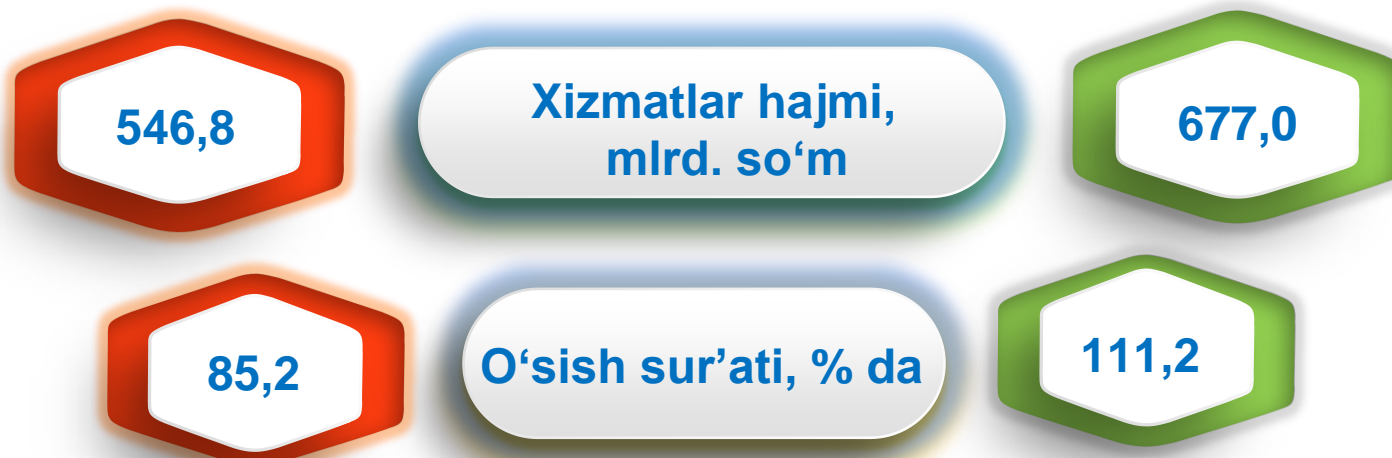 546,8
Xizmatlar hajmi,
mlrd. so‘m
677,0
85,2
O‘sish sur’ati, % da
111,2